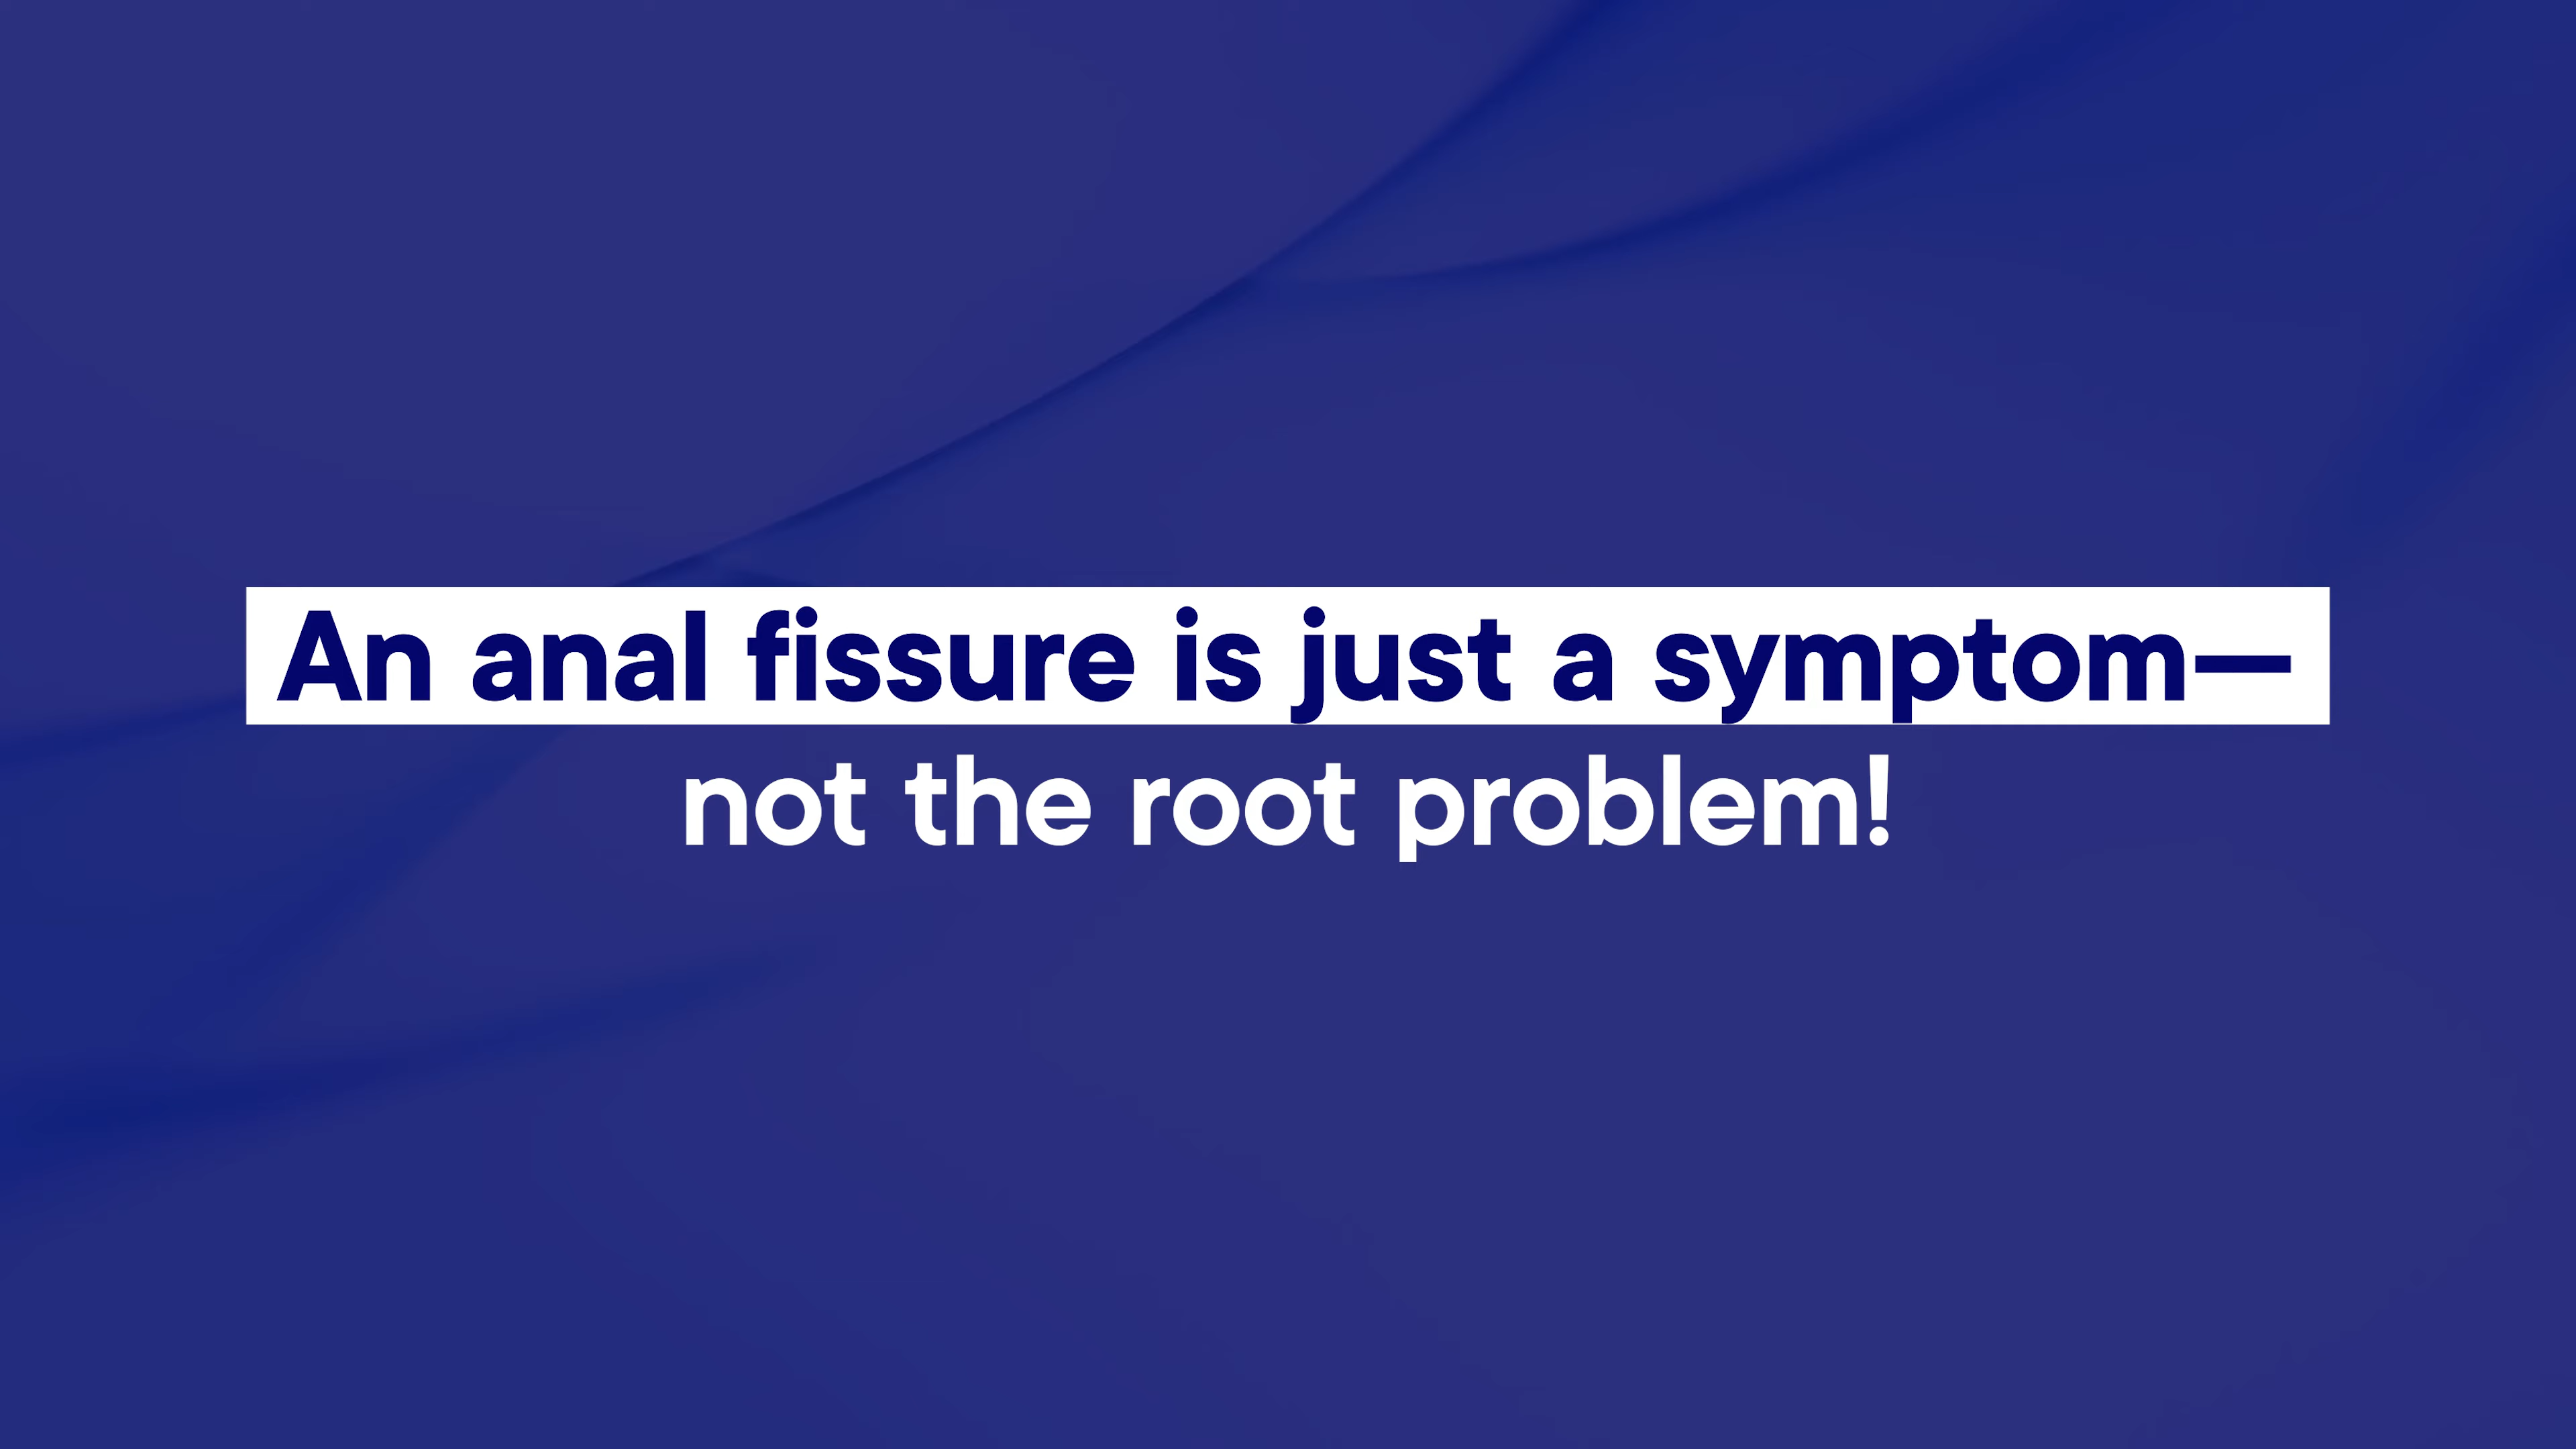 An anal fissure is just a symptom—
not the root problem!